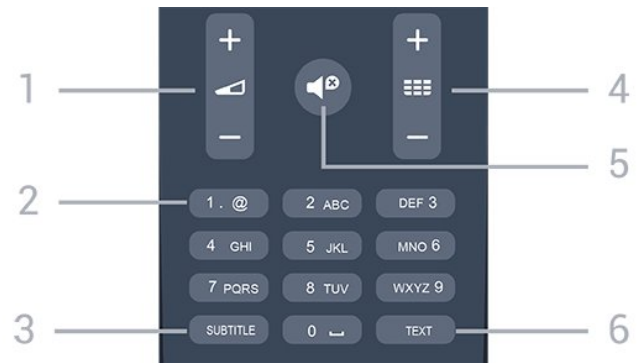 + +
1 4
5
− −
2 1 . @ 2 ABC DEF 3
4 GHI 5 JKL MNO 6
7 PQRS 8 TUV WXYZ 9
3 SUBTITLE 0 ⎵ TEXT 6